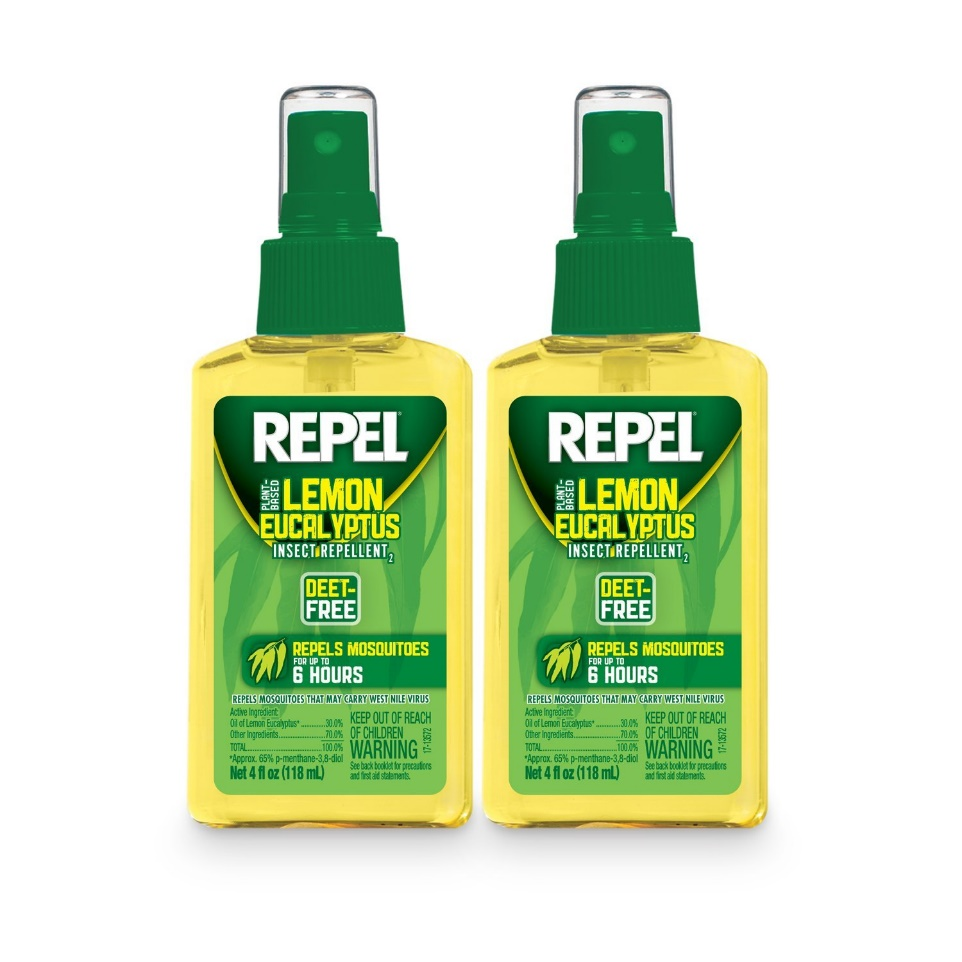 REPEL®
PLANT-
BASED
LEMON
EUCALYPTUS
INSECT REPELLENT2
DEET-
FREE
REPELS MOSQUITOES
FOR UP TO
6 HOURS
REPELS MOSQUITOES THAT MAY CARRY WEST NILE VIRUS
Active Ingredient:
Oil of Lemon Eucalyptus* ............ 30.0%
Other Ingredients ............ 70.0%
TOTAL ............ 100.0%
*Approx. 65% p-menthane-3,8-diol
Net 4 fl oz (118 mL)
KEEP OUT OF REACH
OF CHILDREN
WARNING
See back booklet for precautions
and first aid statements.
17-13572
REPEL®
PLANT-
BASED
LEMON
EUCALYPTUS
INSECT REPELLENT2
DEET-
FREE
REPELS MOSQUITOES
FOR UP TO
6 HOURS
REPELS MOSQUITOES THAT MAY CARRY WEST NILE VIRUS
Active Ingredient:
Oil of Lemon Eucalyptus* ............ 30.0%
Other Ingredients ............ 70.0%
TOTAL ............ 100.0%
*Approx. 65% p-menthane-3,8-diol
Net 4 fl oz (118 mL)
KEEP OUT OF REACH
OF CHILDREN
WARNING
See back booklet for precautions
and first aid statements.
17-13572